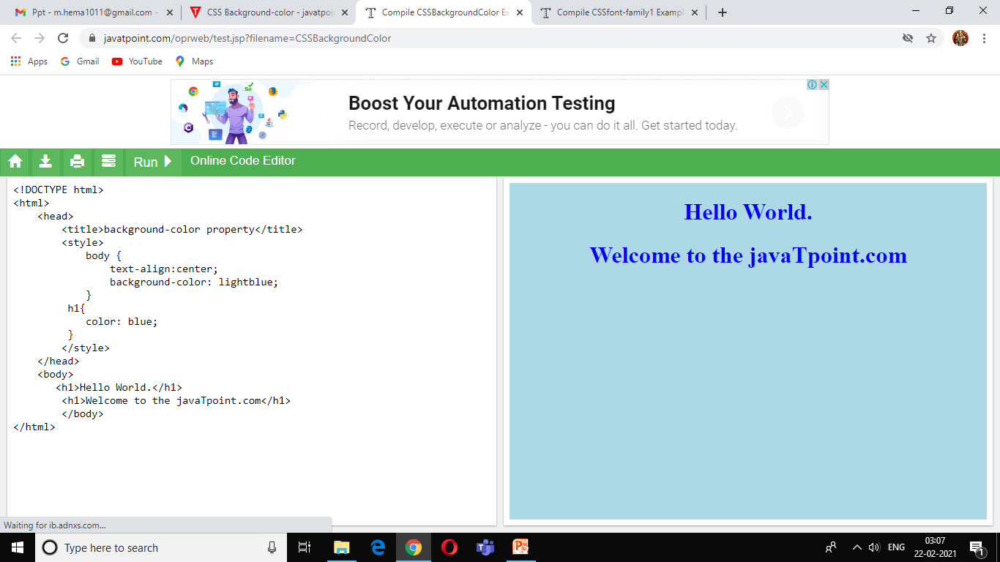 Ppt - m.hema1011@gmail.com -
CSS Background-color - javatpoi
Compile CSSBackgroundColor Ex
Compile CSSfont-family1 Exampl
javatpoint.com/oprweb/test.jsp?filename=CSSBackgroundColor
Apps
Gmail
YouTube
Maps
Boost Your Automation Testing
Record, develop, execute or analyze - you can do it all. Get started today.
Run
Online Code Editor
<!DOCTYPE html>
<html>
    <head>
        <title>background-color property</title>
        <style>
            body {
                text-align:center;
                background-color: lightblue;
            }
         h1{
            color: blue;
         }
        </style>
    </head>
    <body>
       <h1>Hello World.</h1>
        <h1>Welcome to the javaTpoint.com</h1>
        </body>
</html>
Hello World.
Welcome to the javaTpoint.com
Waiting for ib.adnxs.com...
Type here to search
ENG
03:07
22-02-2021
1